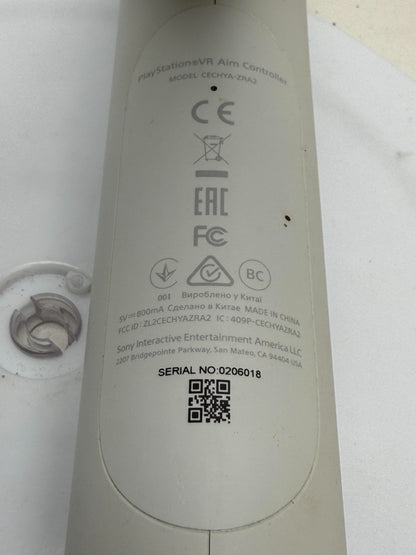 PlayStation®VR Aim Controller
MODEL CECHYA-ZRA2
CE
EAC
FC
BC
001 Вироблено у Китаї
5V⎓800mA Сделано в Китае MADE IN CHINA
FCC ID: ZL2CECHYAZRA2 IC: 409P-CECHYAZRA2
Sony Interactive Entertainment America LLC
2207 Bridgepointe Parkway, San Mateo, CA 94404 USA
SERIAL NO:0206018